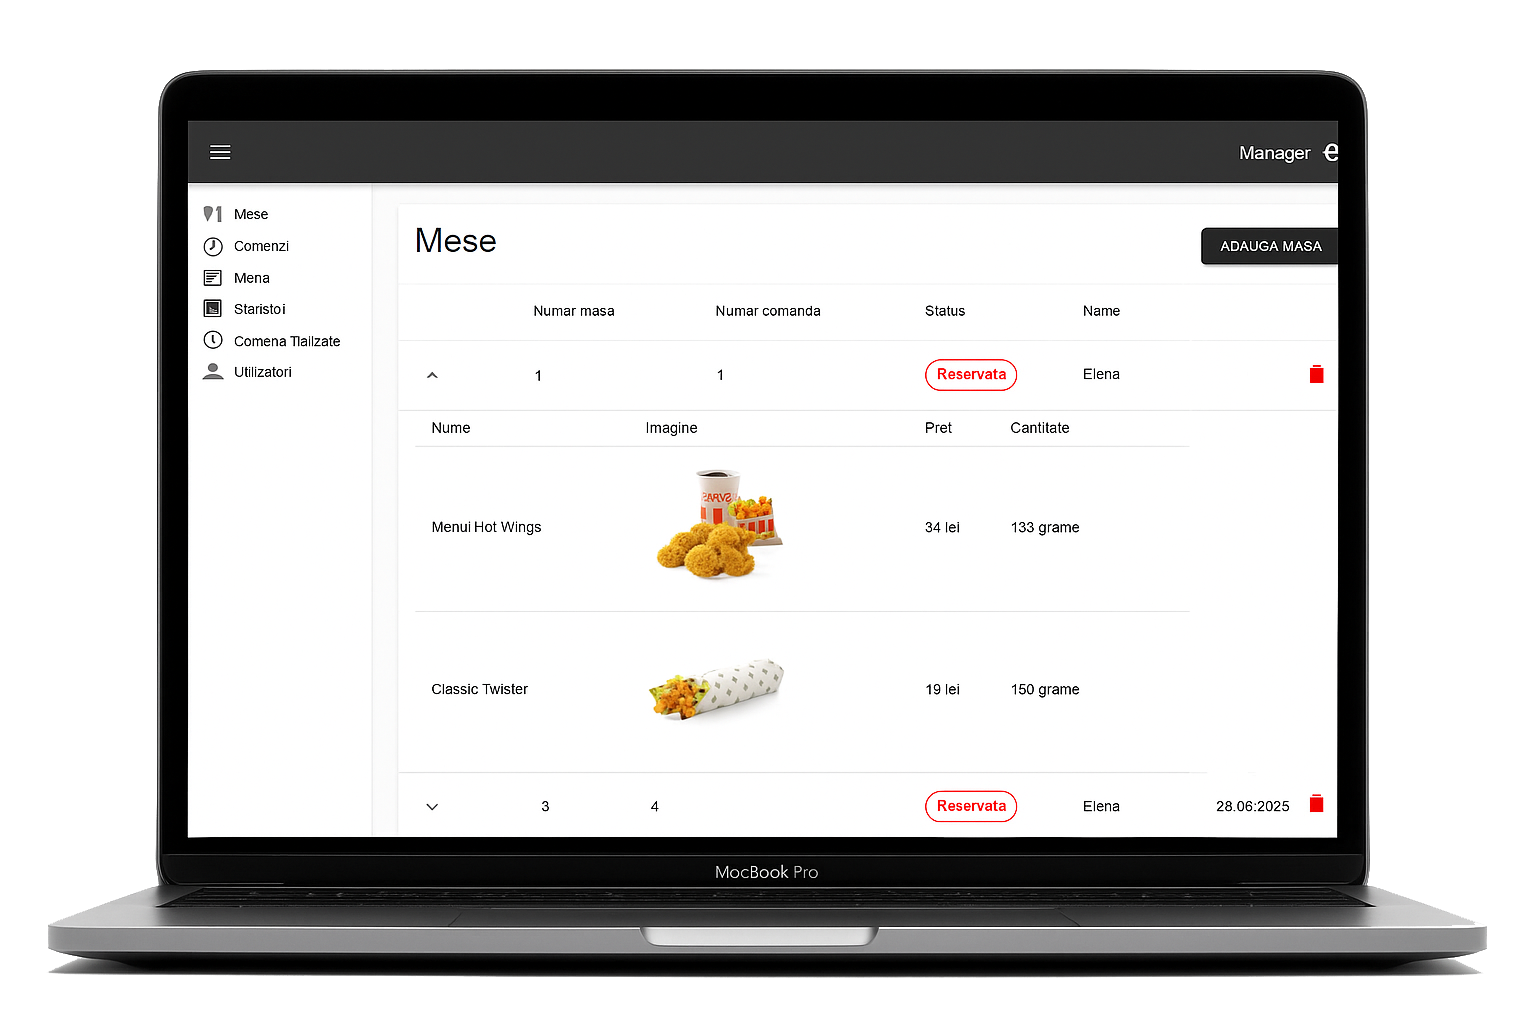 Manager e
Mese
Comenzi
Mena
Staristoi
Comena Tlailzate
Utilizatori
Mese
ADAUGA MASA
Numar masa Numar comanda Status Name
1 1 Reservata Elena
Nume Imagine Pret Cantitate
Menui Hot Wings 34 lei 133 grame
Classic Twister 19 lei 150 grame
3 4 Reservata Elena 28.06:2025
MocBook Pro